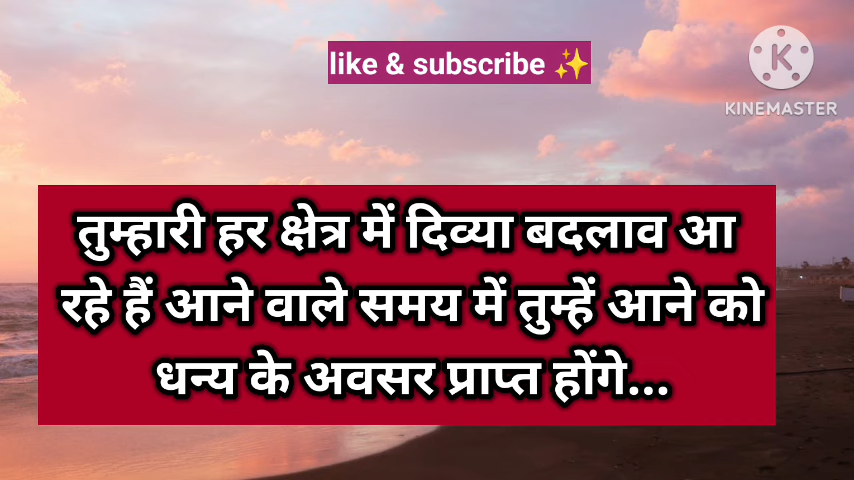 like & subscribe ✨
KINEMASTER
तुम्हारी हर क्षेत्र में दिव्या बदलाव आ
रहे हैं आने वाले समय में तुम्हें आने को
धन्य के अवसर प्राप्त होंगे...